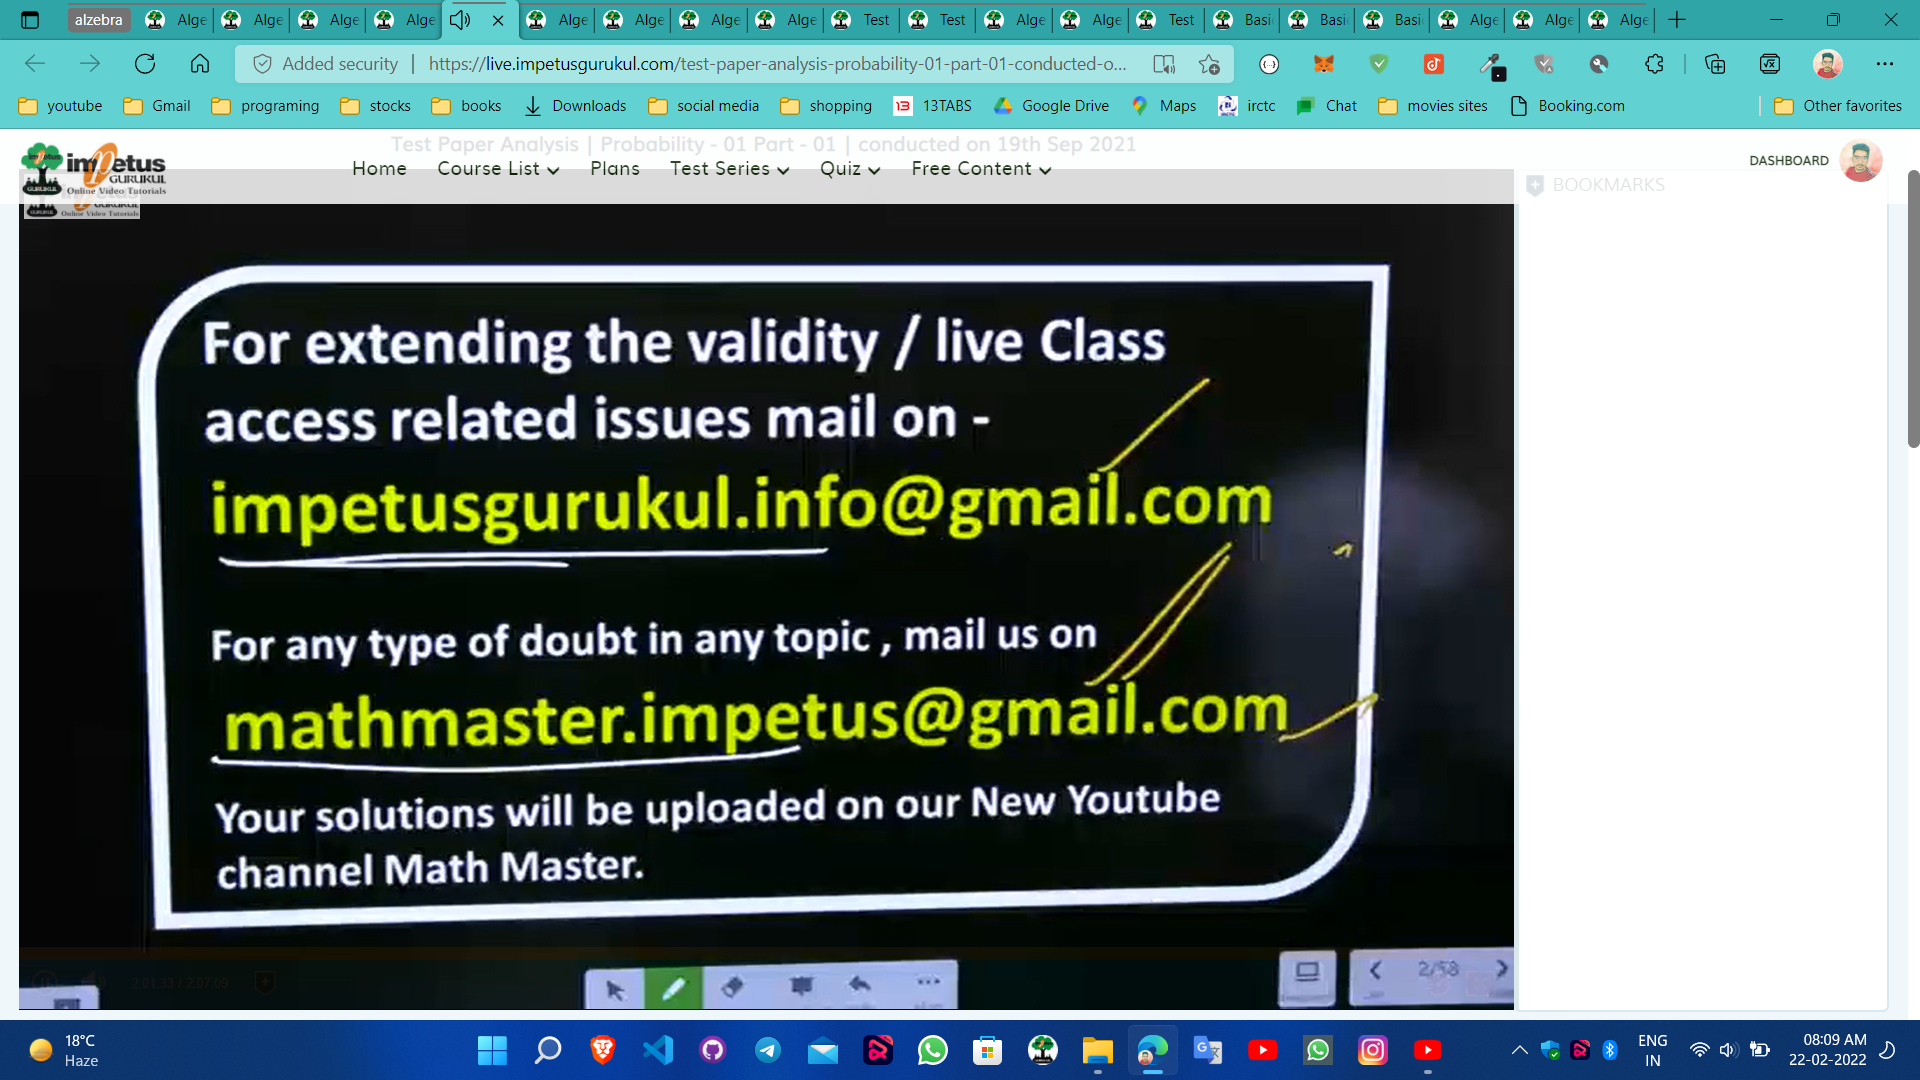 alzebra
Alge
Alge
Alge
Alge
Alge
Alge
Alge
Alge
Test
Test
Alge
Alge
Test
Basi
Basi
Basi
Alge
Alge
Alge
Added security
https://live.impetusgurukul.com/test-paper-analysis-probability-01-part-01-conducted-o...
youtube
Gmail
programing
stocks
books
Downloads
social media
shopping
13TABS
Google Drive
Maps
irctc
Chat
movies sites
Booking.com
Other favorites
Test Paper Analysis | Probability - 01 Part - 01 | conducted on 19th Sep 2021
impetus
GURUKUL
Online Video Tutorials
Home
Course List
Plans
Test Series
Quiz
Free Content
DASHBOARD
BOOKMARKS
For extending the validity / live Class
access related issues mail on -
impetusgurukul.info@gmail.com
For any type of doubt in any topic , mail us on
mathmaster.impetus@gmail.com
Your solutions will be uploaded on our New Youtube
channel Math Master.
2:01:33 / 2:07:09
2/58
18°C
Haze
ENG
IN
08:09 AM
22-02-2022